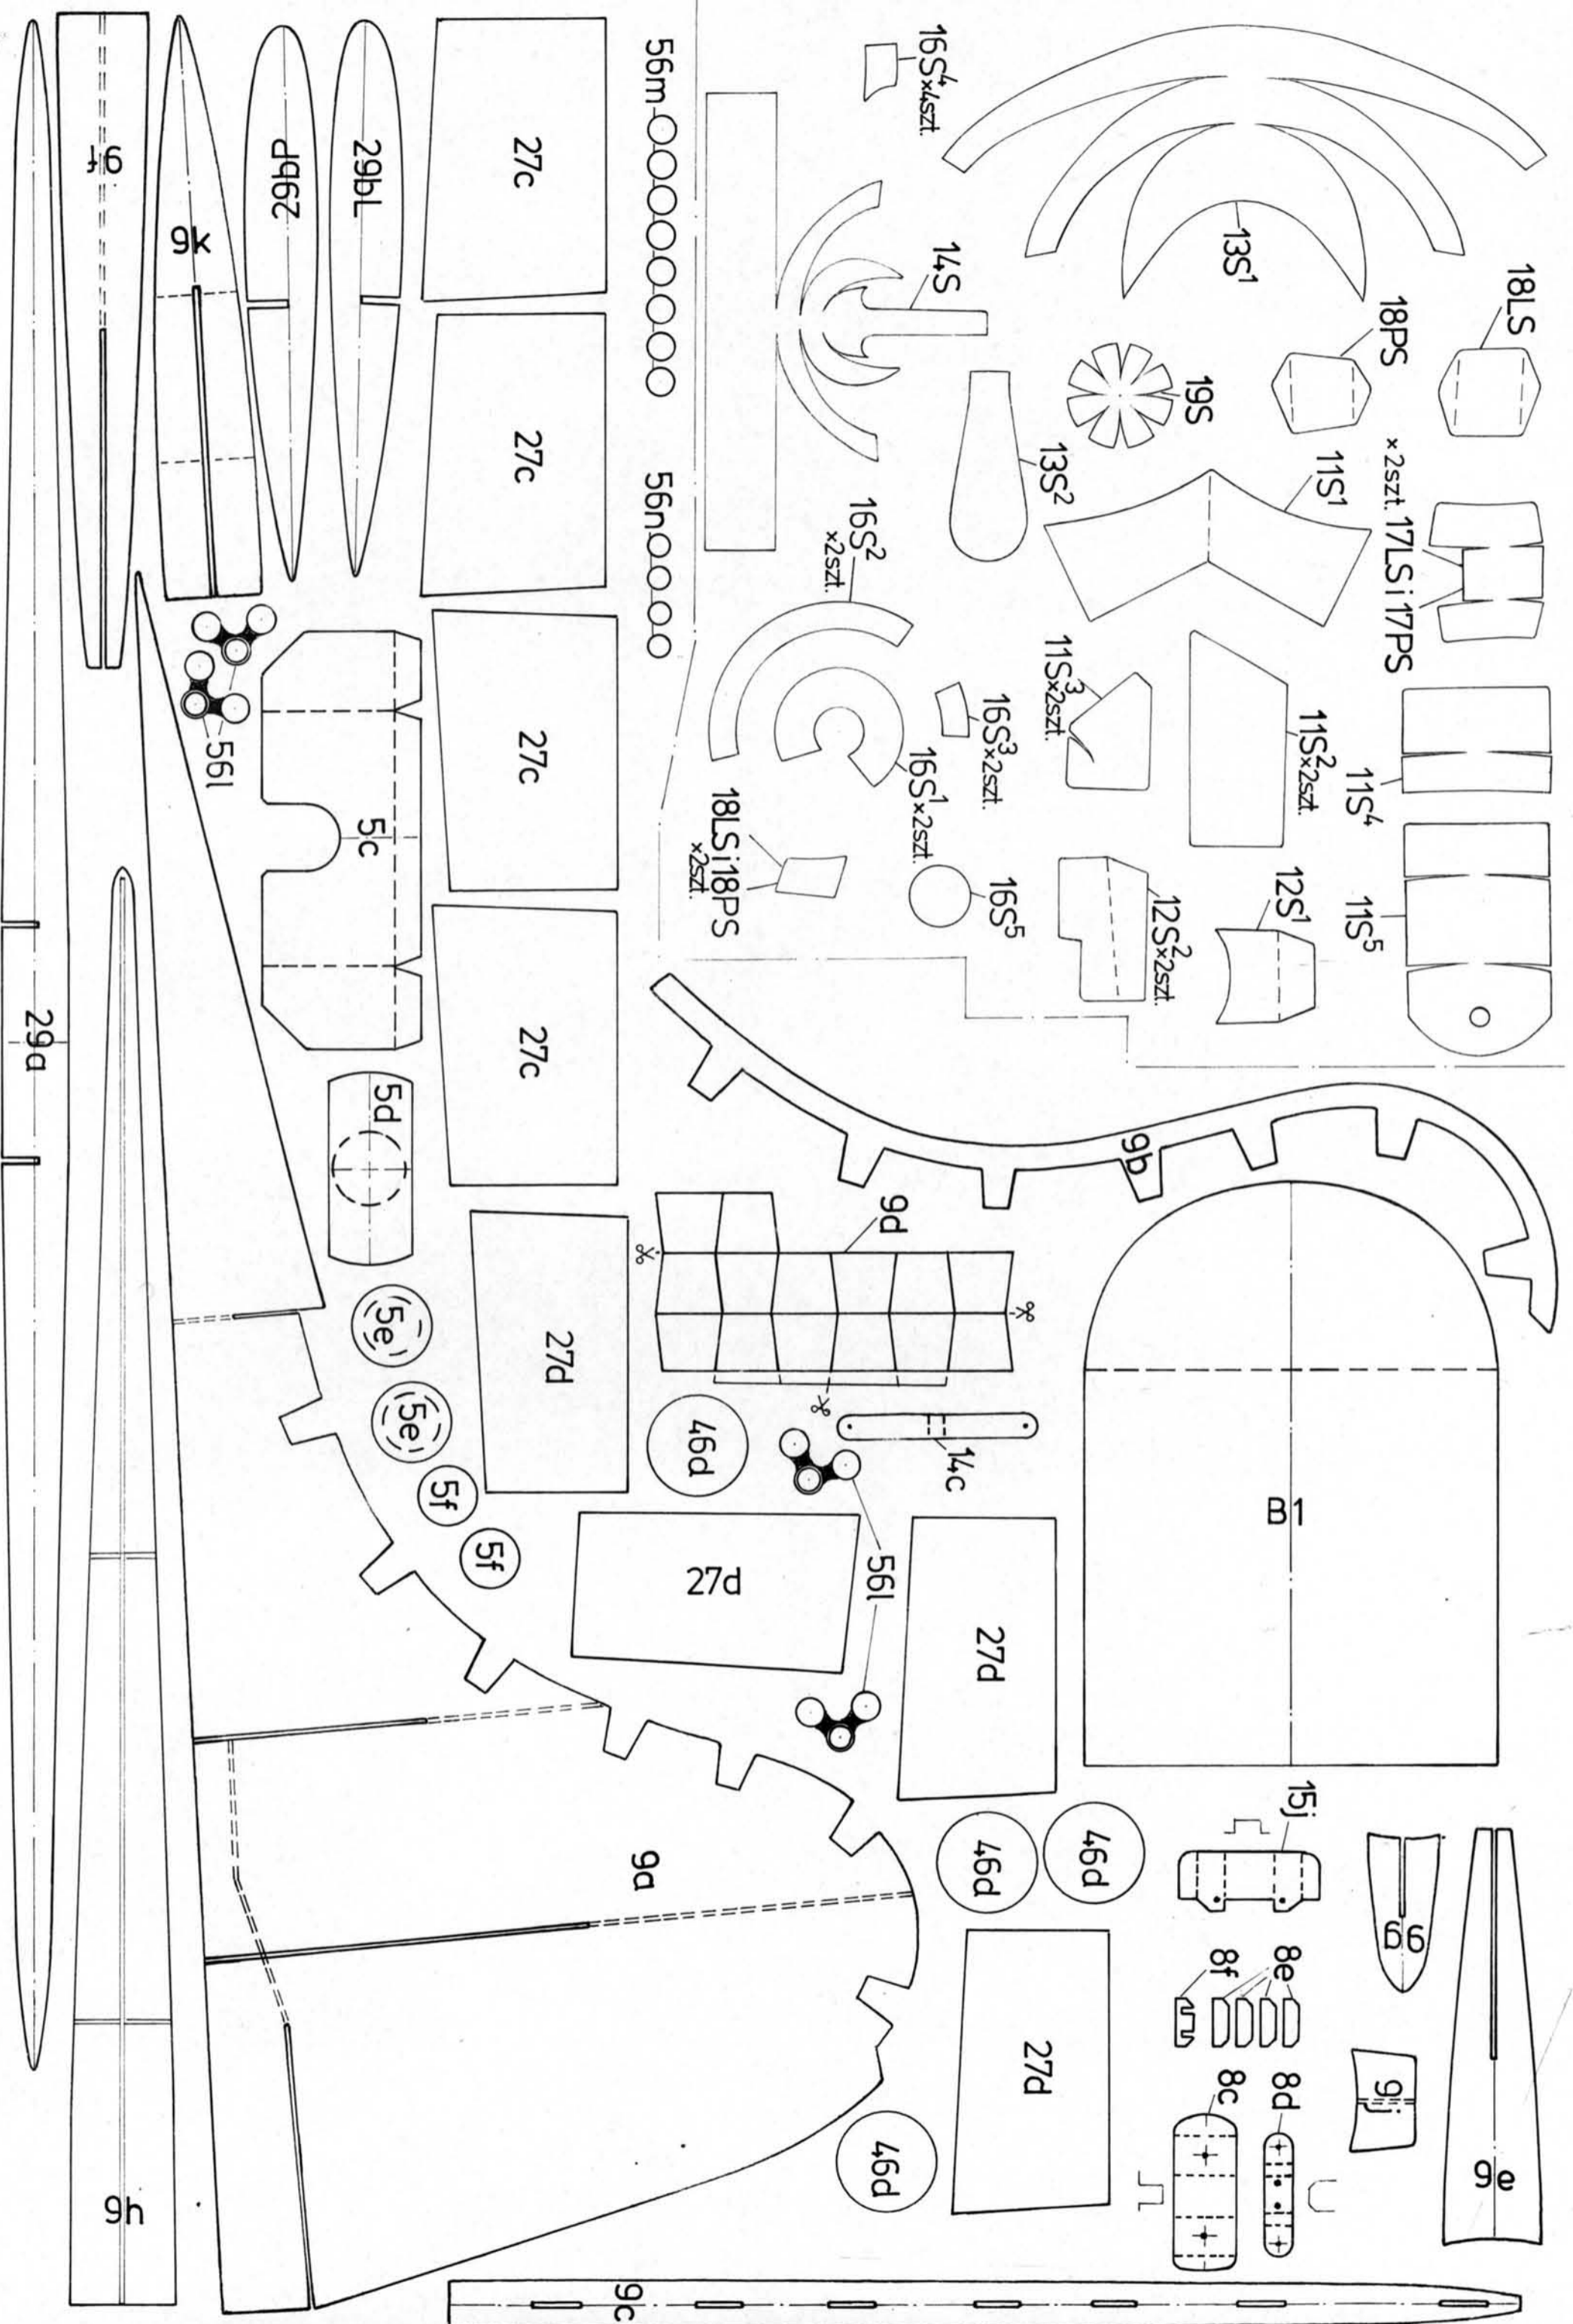 16S⁴ ×4szt.
13S¹
18LS
18PS
14S
19S
13S²
11S¹
×2szt. 17LS i 17PS
16S² ×2szt.
16S³ ×2szt.
16S¹ ×2szt.
11S³ ×2szt.
11S² ×2szt.
11S⁴
11S⁵
18LS i 18PS ×2szt.
16S⁵
12S² ×2szt.
12S¹
56m
56n
27c
27c
27c
27c
29bL
29bP
9k
9f
56l
5c
29a
5d
5e
5e
5f
5f
9b
9d
27d
46d
14c
B1
27d
56l
27d
9a
46d
46d
15j
9g
8f
8e
9j
27d
8c
8d
9e
46d
9h
9c